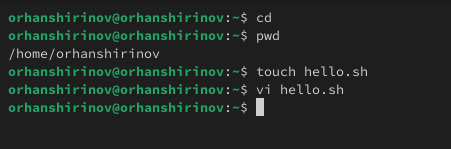 orhanshirinov@orhanshirinov:~$ cd
orhanshirinov@orhanshirinov:~$ pwd
/home/orhanshirinov
orhanshirinov@orhanshirinov:~$ touch hello.sh
orhanshirinov@orhanshirinov:~$ vi hello.sh
orhanshirinov@orhanshirinov:~$